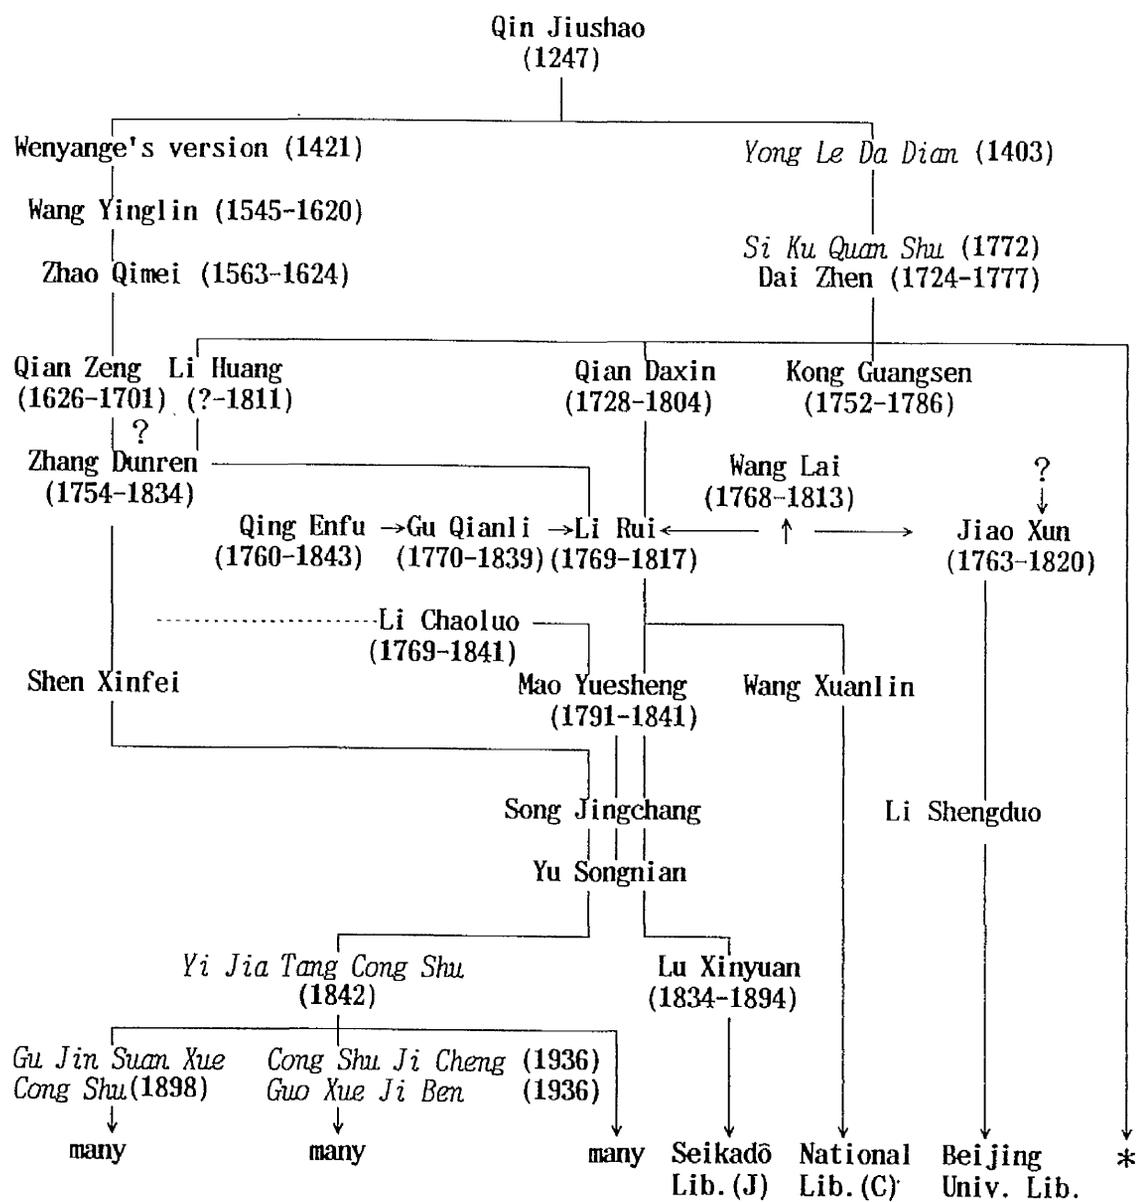 Qin Jiushao
(1247)
Wenyange's version (1421)
Yong Le Da Dian (1403)
Wang Yinglin (1545-1620)
Si Ku Quan Shu (1772)
Zhao Qimei (1563-1624)
Dai Zhen (1724-1777)
Qian Zeng Li Huang
Qian Daxin
Kong Guangsen
(1626-1701) (?-1811)
(1728-1804)
(1752-1786)
?
Zhang Dunren
Wang Lai
?
(1754-1834)
(1768-1813)
Qing Enfu →Gu Qianli →Li Rui←
Jiao Xun
(1760-1843) (1770-1839) (1769-1817)
(1763-1820)
Li Chaoluo
(1769-1841)
Shen Xinfei
Mao Yuesheng
Wang Xuanlin
(1791-1841)
Song Jingchang
Li Shengduo
Yu Songnian
Yi Jia Tang Cong Shu
Lu Xinyuan
(1842)
(1834-1894)
Gu Jin Suan Xue
Cong Shu Ji Cheng (1936)
Cong Shu(1898)
Guo Xue Ji Ben (1936)
many
many
many
Seikadô
National
Beijing
*
Lib.(J)
Lib.(C)
Univ. Lib.